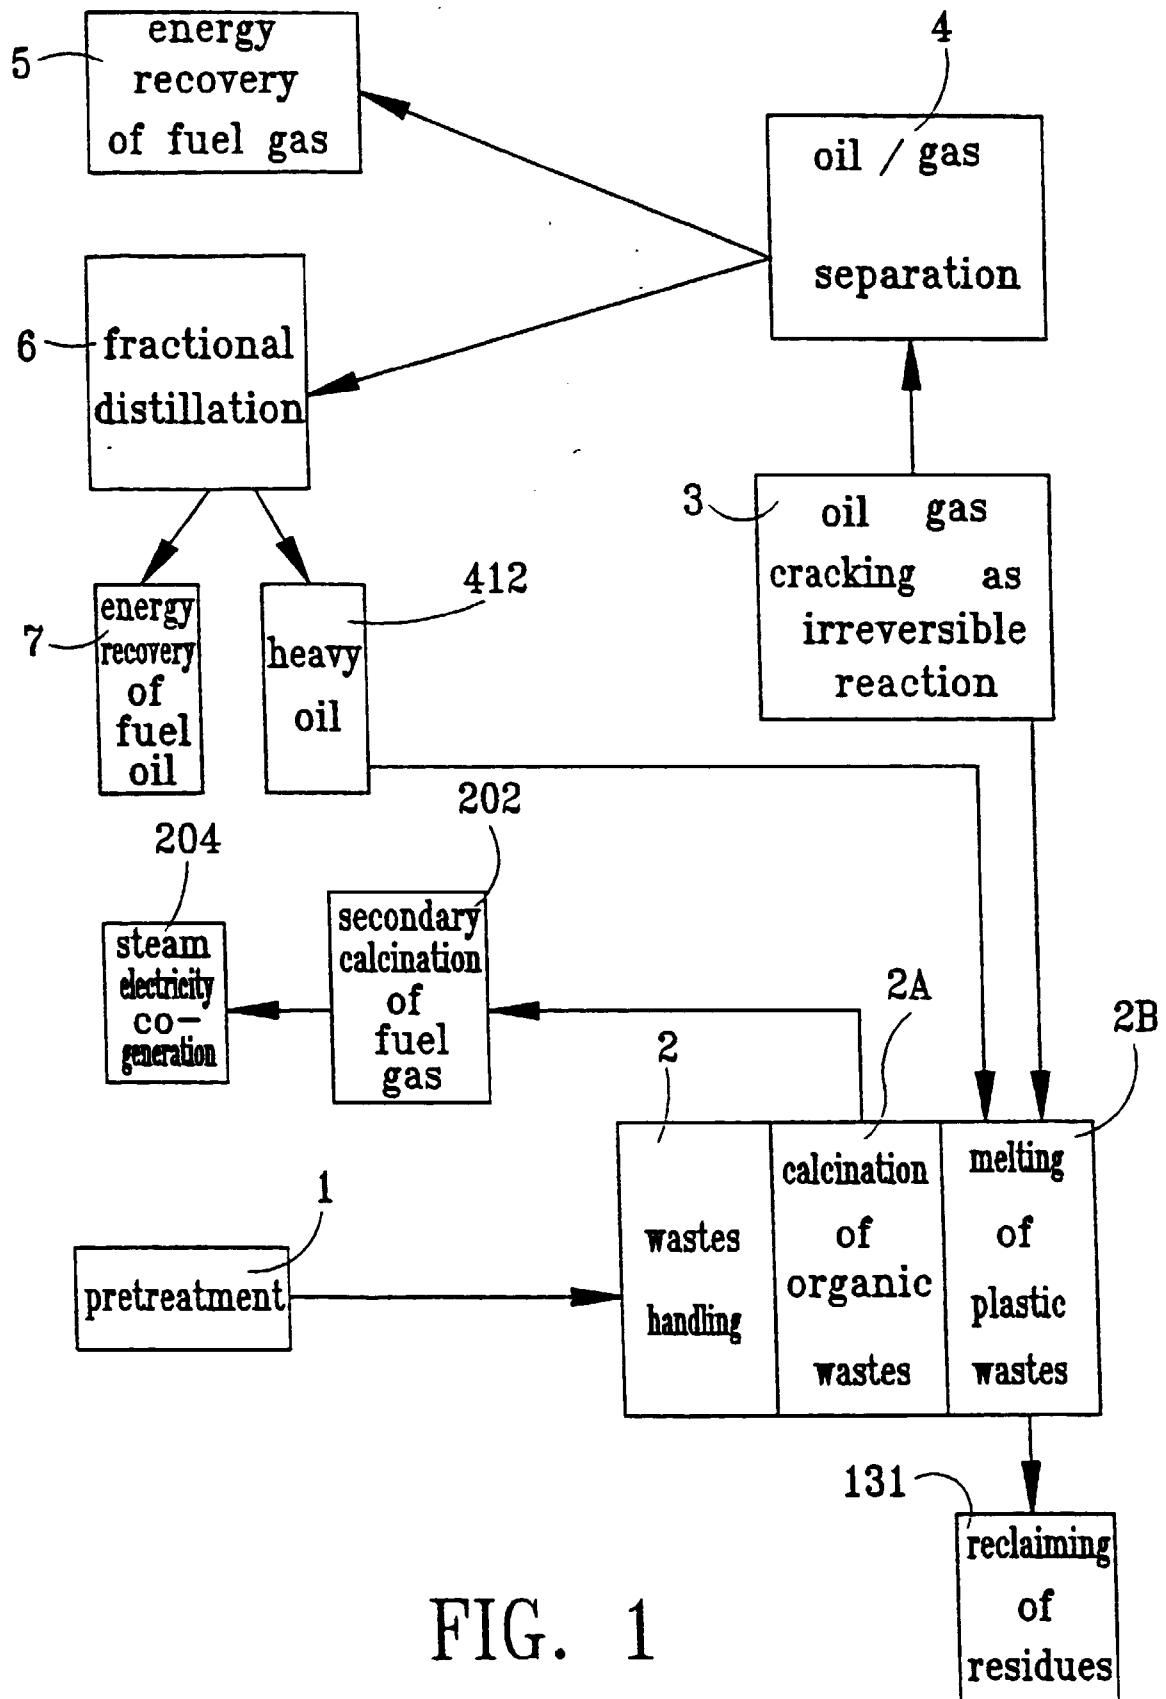 5
energy
recovery
of fuel gas
4
oil / gas
separation
6
fractional
distillation
3
oil gas
cracking as
irreversible
reaction
7
energy
recovery
of
fuel
oil
412
heavy
oil
204
steam
electricity
co-
generation
202
secondary
calcination
of
fuel
gas
2
wastes
handling
2A
calcination
of
organic
wastes
2B
melting
of
plastic
wastes
1
pretreatment
131
reclaiming
of
residues
FIG. 1